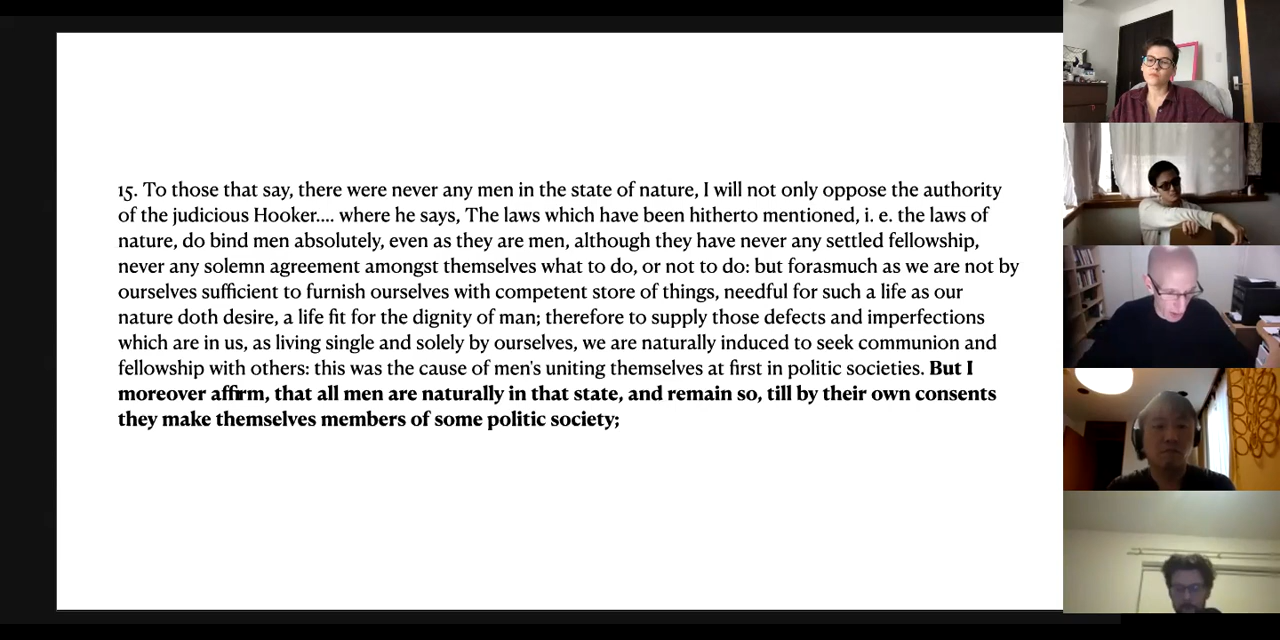 15. To those that say, there were never any men in the state of nature, I will not only oppose the authority
of the judicious Hooker.... where he says, The laws which have been hitherto mentioned, i. e. the laws of
nature, do bind men absolutely, even as they are men, although they have never any settled fellowship,
never any solemn agreement amongst themselves what to do, or not to do: but forasmuch as we are not by
ourselves sufficient to furnish ourselves with competent store of things, needful for such a life as our
nature doth desire, a life fit for the dignity of man; therefore to supply those defects and imperfections
which are in us, as living single and solely by ourselves, we are naturally induced to seek communion and
fellowship with others: this was the cause of men's uniting themselves at first in politic societies. But I
moreover affirm, that all men are naturally in that state, and remain so, till by their own consents
they make themselves members of some politic society;